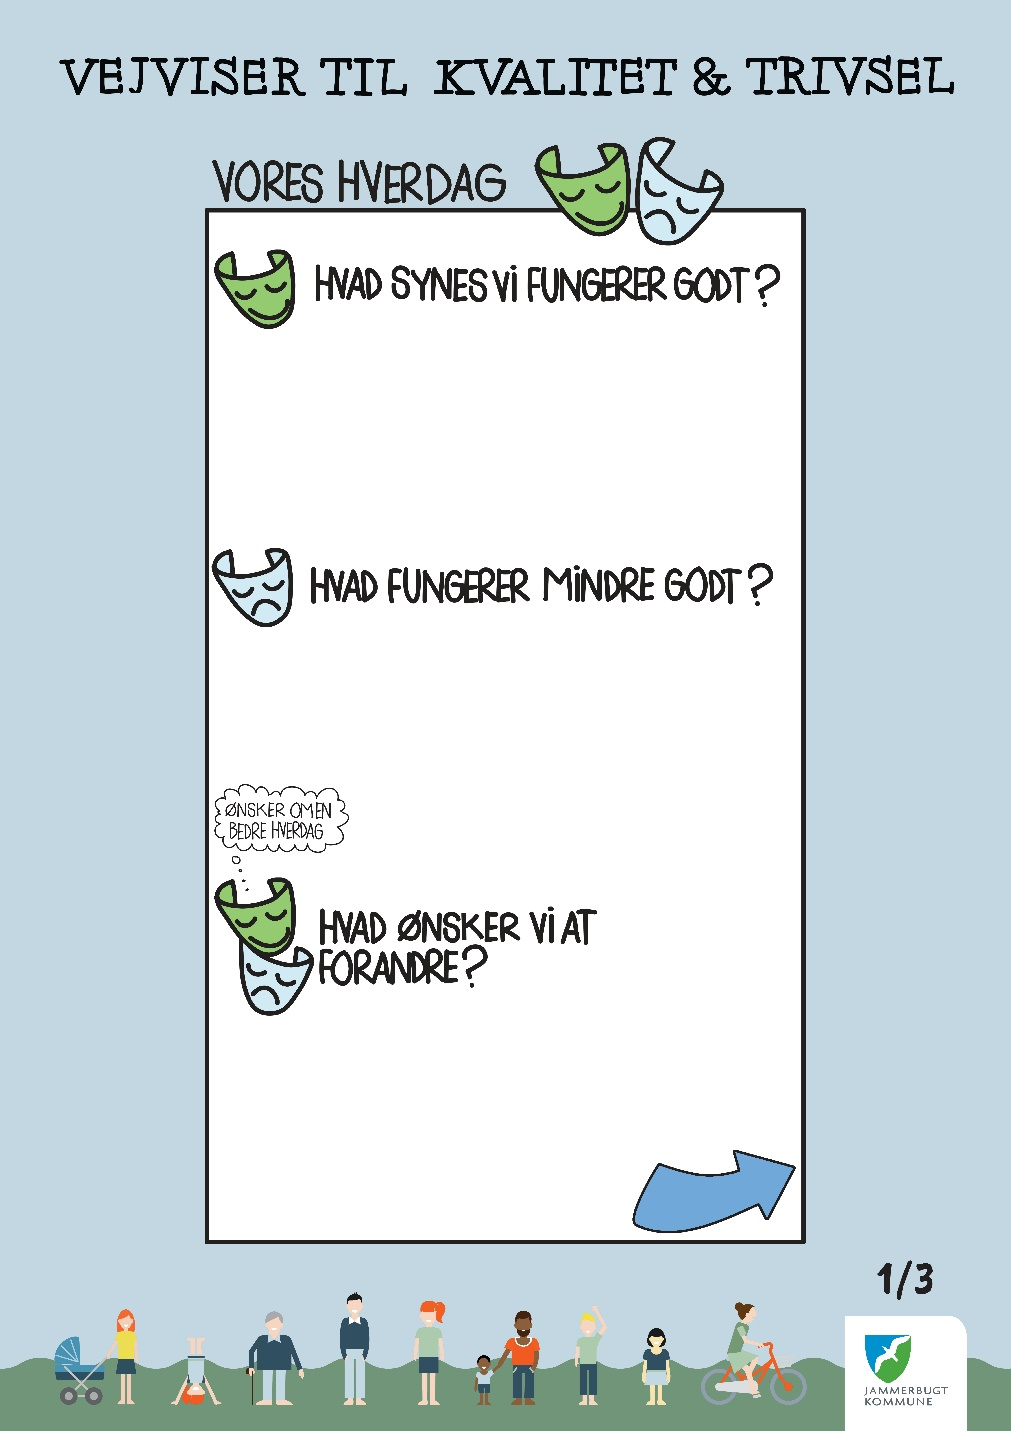 VEJVISER TIL KVALITET & TRIVSEL
VORES HVERDAG
HVAD SYNES Vi FUNGERER GODT?
HVAD FUNGERER MiNDRE GODT?
ØNSKER OM EN
BEDRE HVERDAG
HVAD ØNSKER Vi AT
FORANDRE?
1/3
JAMMERBUGT
KOMMUNE